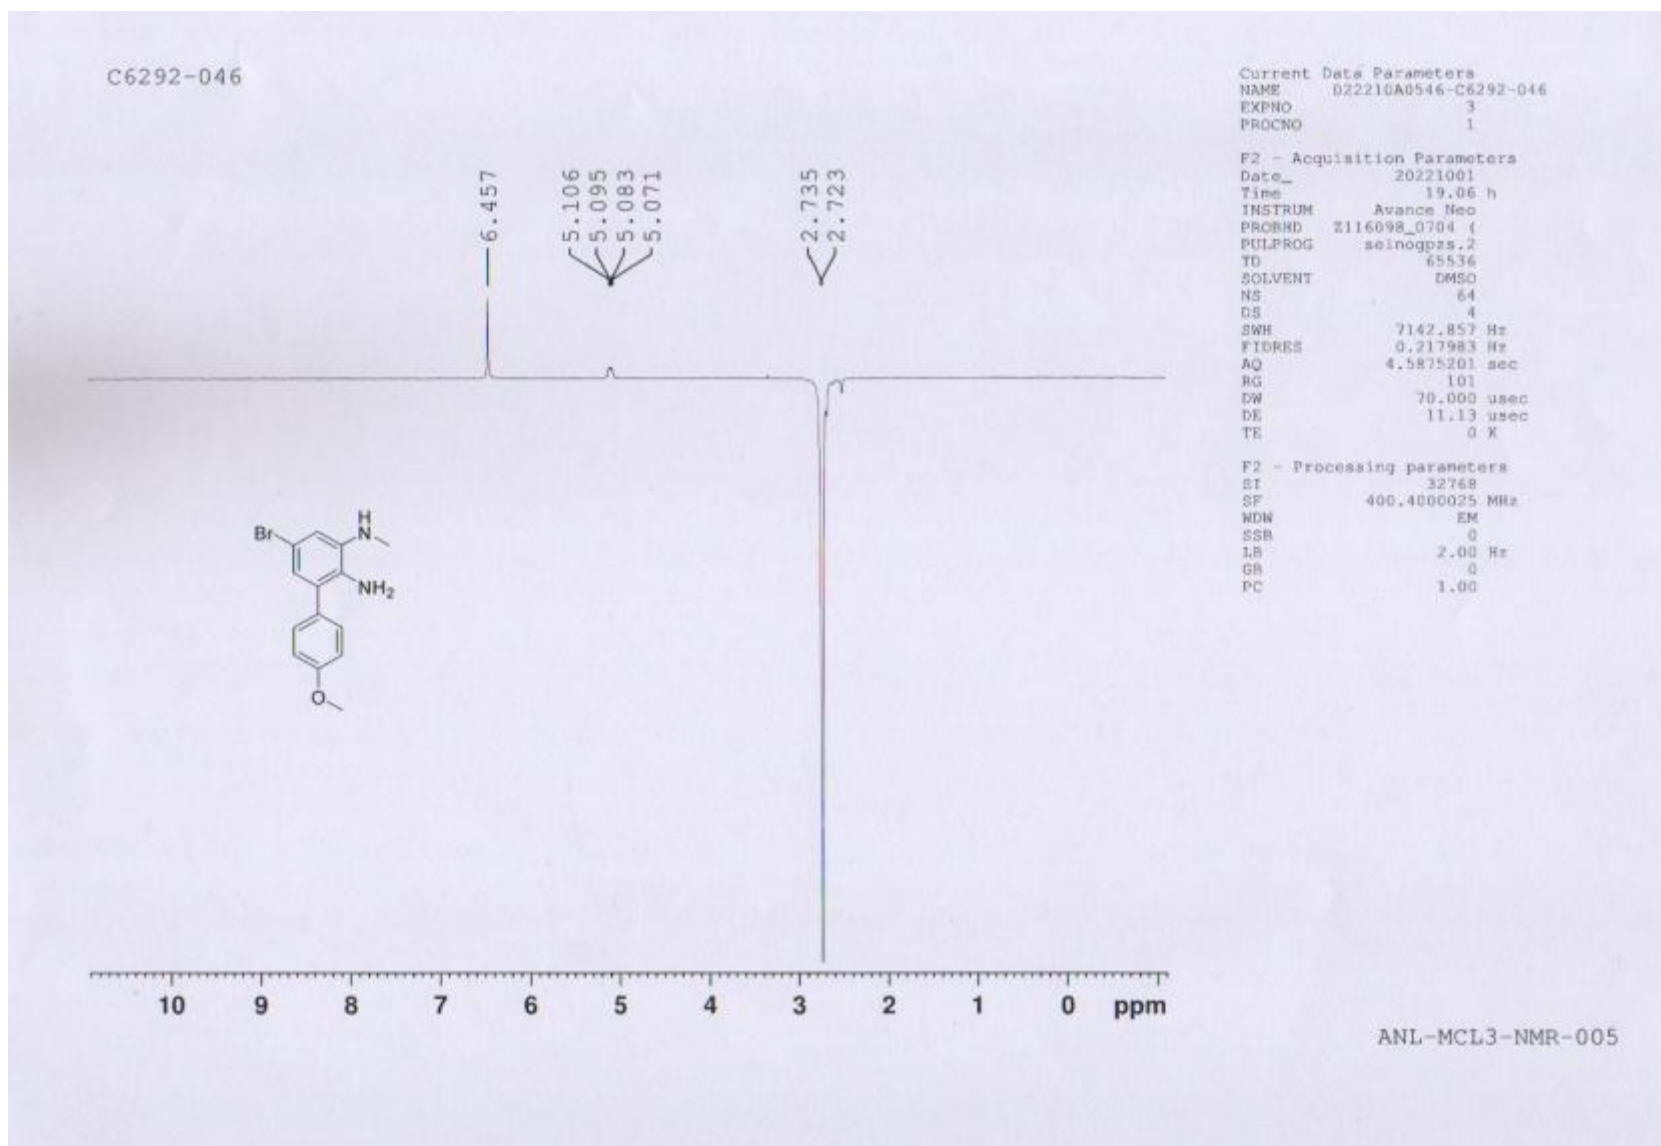 C6292-046
Current Data Parameters
NAME 022210A0546-C6292-046
EXPNO 3
PROCNO 1
F2 - Acquisition Parameters
Date_ 20221001
Time 19.06 h
INSTRUM Avance Neo
PROBHD Z116098_0704 (
PULPROG selnogpzs.2
TD 65536
SOLVENT DMSO
NS 64
DS 4
SWH 7142.857 Hz
FIDRES 0.217983 Hz
AQ 4.5875201 sec
RG 101
DW 70.000 usec
DE 11.13 usec
TE 0 K
F2 - Processing parameters
SI 32768
SF 400.4000025 MHz
WDW EM
SSB 0
LB 2.00 Hz
GB 0
PC 1.00
6.457
5.106
5.095
5.083
5.071
2.735
2.723
Br
H
N
NH2
O
10 9 8 7 6 5 4 3 2 1 0 ppm
ANL-MCL3-NMR-005